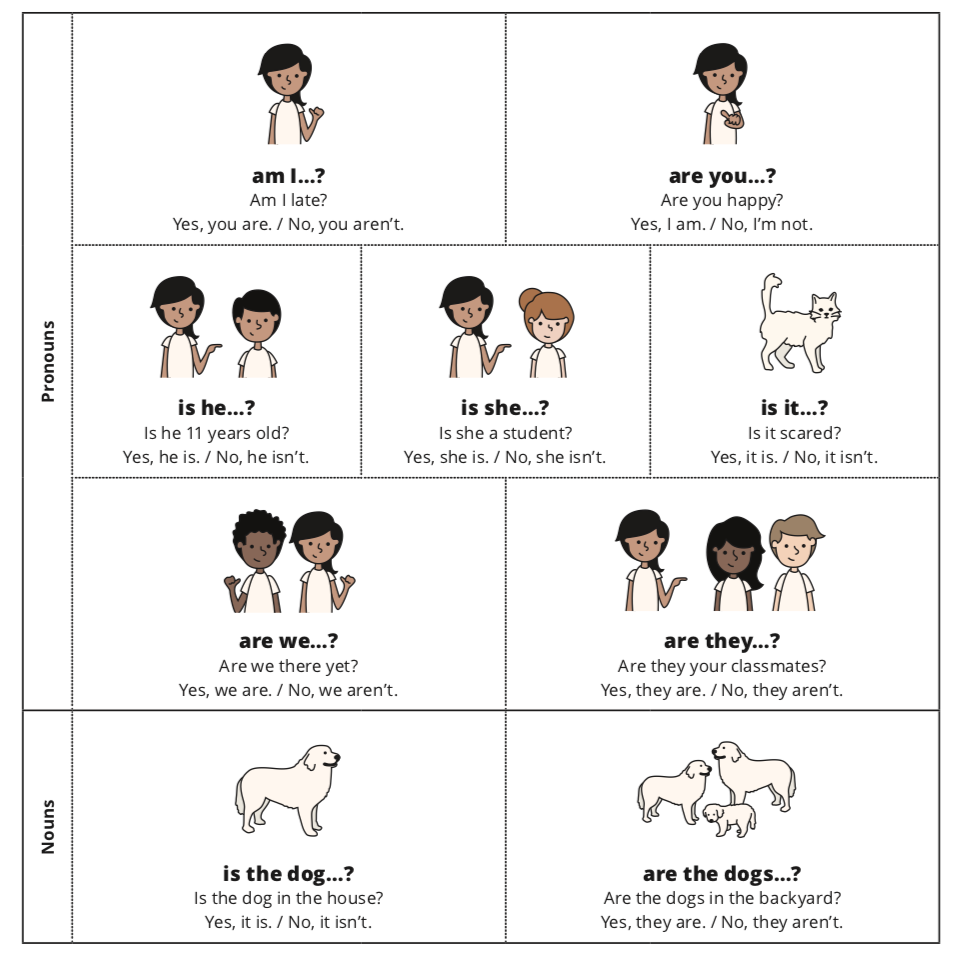 Pronouns
am I...?
Am I late?
Yes, you are. / No, you aren’t.
are you...?
Are you happy?
Yes, I am. / No, I’m not.
is he...?
Is he 11 years old?
Yes, he is. / No, he isn’t.
is she...?
Is she a student?
Yes, she is. / No, she isn’t.
is it...?
Is it scared?
Yes, it is. / No, it isn’t.
are we...?
Are we there yet?
Yes, we are. / No, we aren’t.
are they...?
Are they your classmates?
Yes, they are. / No, they aren’t.
Nouns
is the dog...?
Is the dog in the house?
Yes, it is. / No, it isn’t.
are the dogs...?
Are the dogs in the backyard?
Yes, they are. / No, they aren’t.